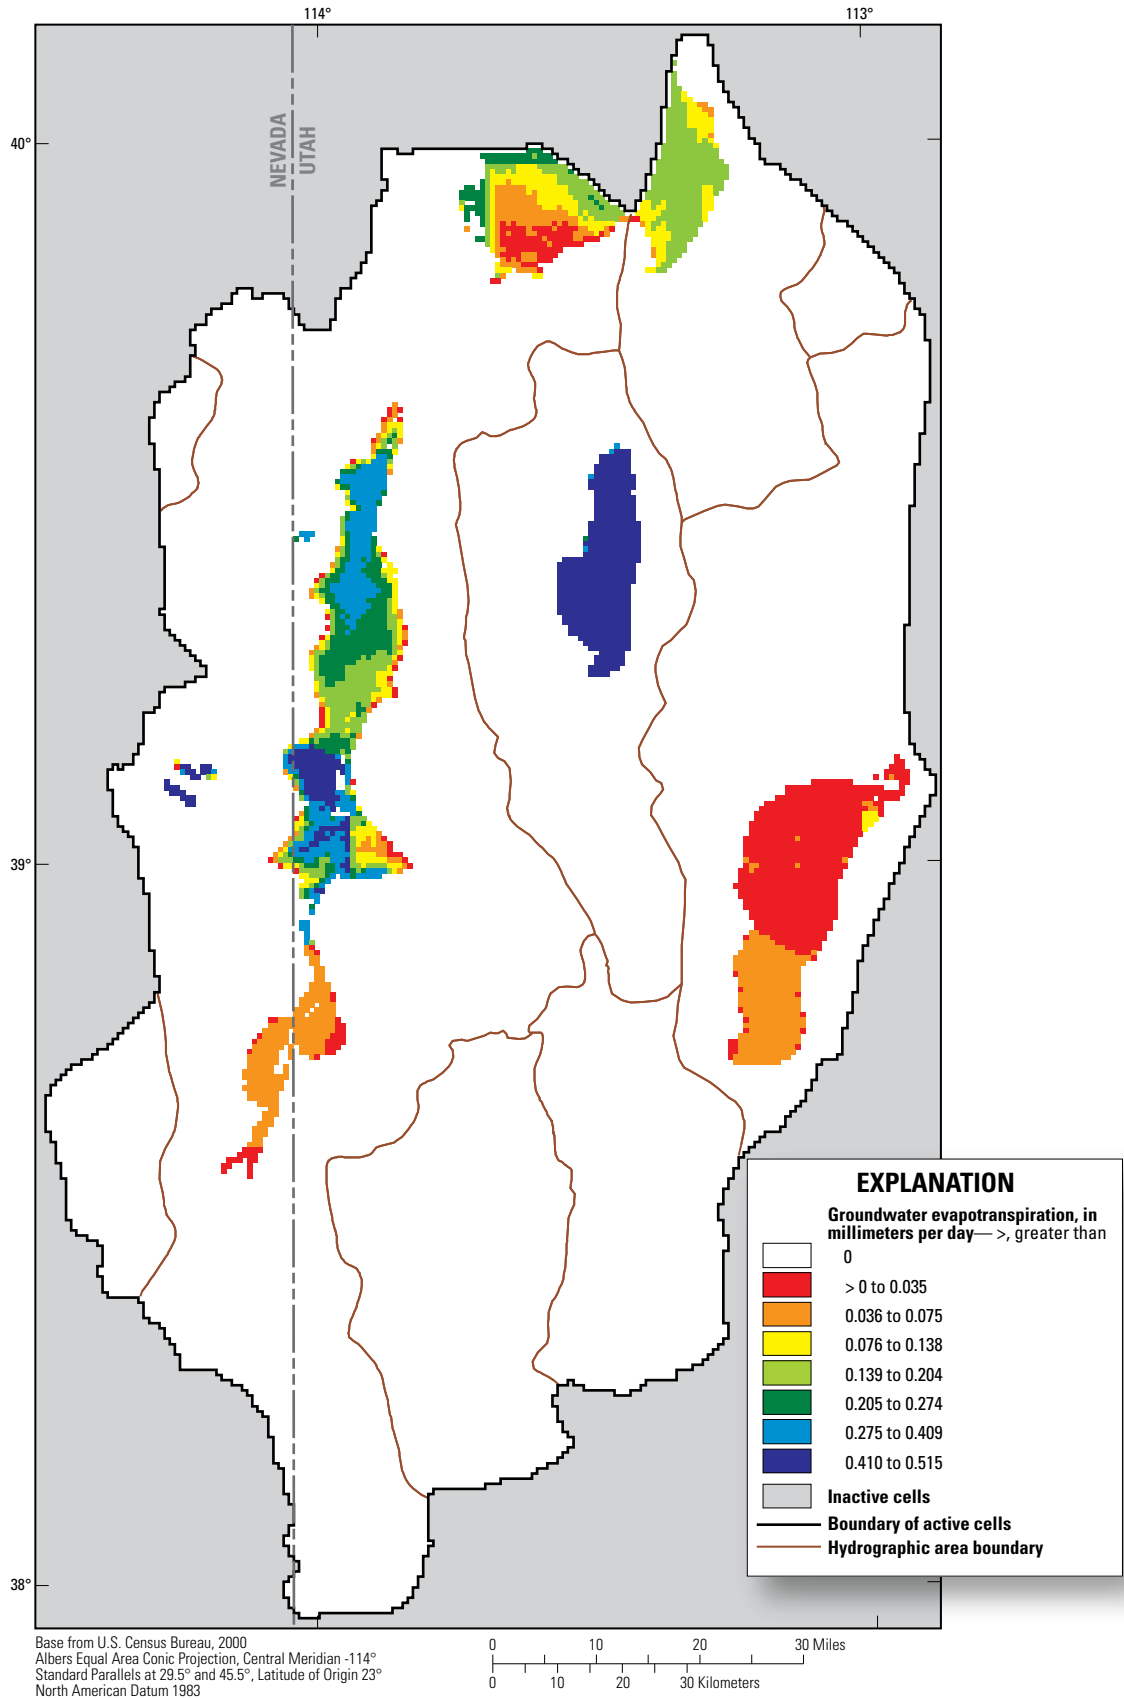 114°
113°
40°
NEVADA
UTAH
39°
38°
EXPLANATION
Groundwater evapotranspiration, in
millimeters per day— >, greater than
0
> 0 to 0.035
0.036 to 0.075
0.076 to 0.138
0.139 to 0.204
0.205 to 0.274
0.275 to 0.409
0.410 to 0.515
Inactive cells
Boundary of active cells
Hydrographic area boundary
Base from U.S. Census Bureau, 2000
Albers Equal Area Conic Projection, Central Meridian -114°
Standard Parallels at 29.5° and 45.5°, Latitude of Origin 23°
North American Datum 1983
0 10 20 30 Miles
0 10 20 30 Kilometers